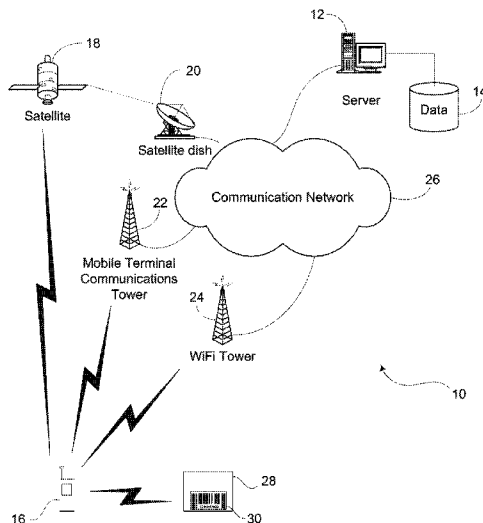 12
18
20
Satellite
Server
Data
14
Satellite dish
22
Communication Network
26
Mobile Terminal
Communications
Tower
24
WiFi Tower
10
16
28
30